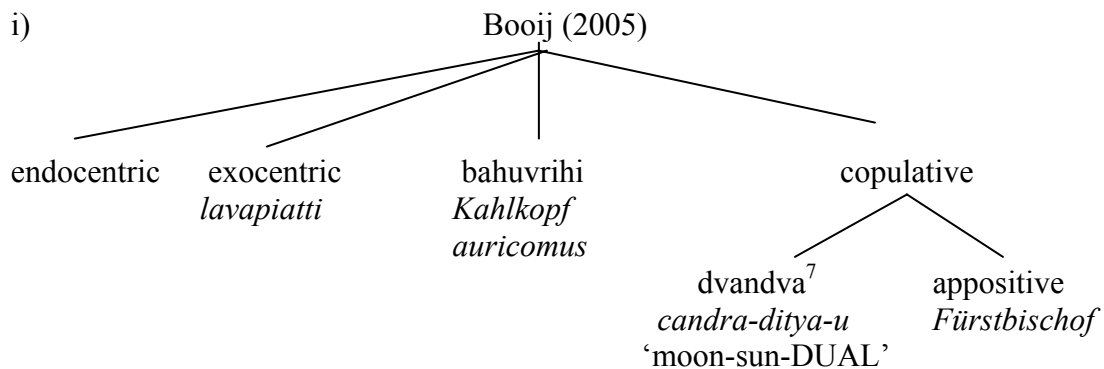 i) Booij (2005)
endocentric exocentric bahuvrihi copulative
lavapiatti Kahlkopf
auricomus
dvandva7 appositive
candra-ditya-u Fürstbischof
‘moon-sun-DUAL’